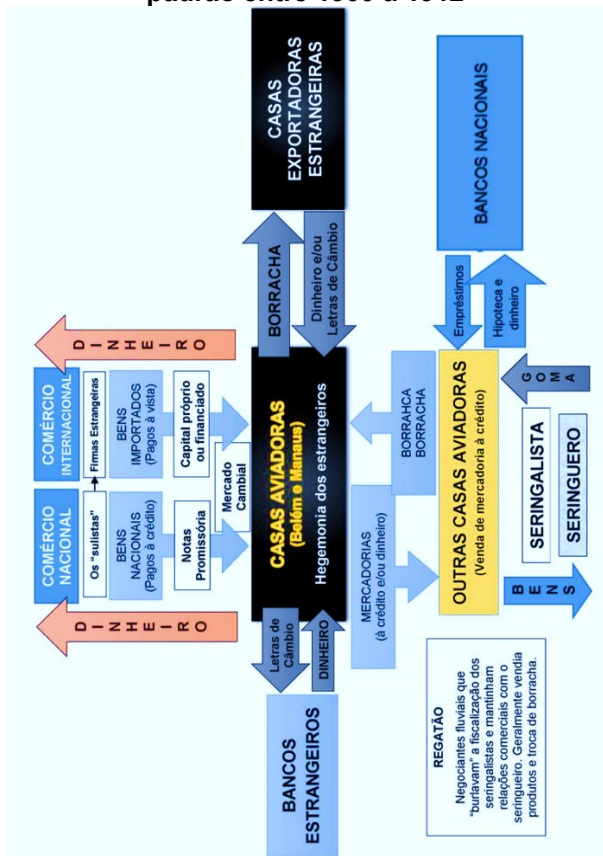 entre
COMÉRCIO
NACIONAL
COMÉRCIO
INTERNACIONAL
Os "sulistas"
Firmas Estrangeiras
DINHEIRO
BENS
NACIONAIS
(Pagos à crédito)
BENS
IMPORTADOS
(Pagos à vista)
DINHEIRO
Notas
Promissória
Capital próprio
ou financiado
Mercado
Cambial
BANCOS
ESTRANGEIROS
Letras de
Câmbio
DINHEIRO
CASAS AVIADORAS
(Belém e Manaus)
Hegemonia dos estrangeiros
BORRACHA
Dinheiro e/ou
Letras de Câmbio
CASAS
EXPORTADORAS
ESTRANGEIRAS
MERCADORIAS
(à crédito e/ou dinheiro)
BORRAHCA
BORRACHA
REGATÃO
Negociantes fluviais que
"burlavam" a fiscalização dos
seringalistas e mantinham
relações comerciais com o
seringueiro. Geralmente vendia
produtos e troca de borracha.
OUTRAS CASAS AVIADORAS
(Venda de mercadoria à crédito)
Empréstimos
Hipoteca e
dinheiro
BANCOS NACIONAIS
BENS
SERINGALISTA
SERINGUERO
GOMA